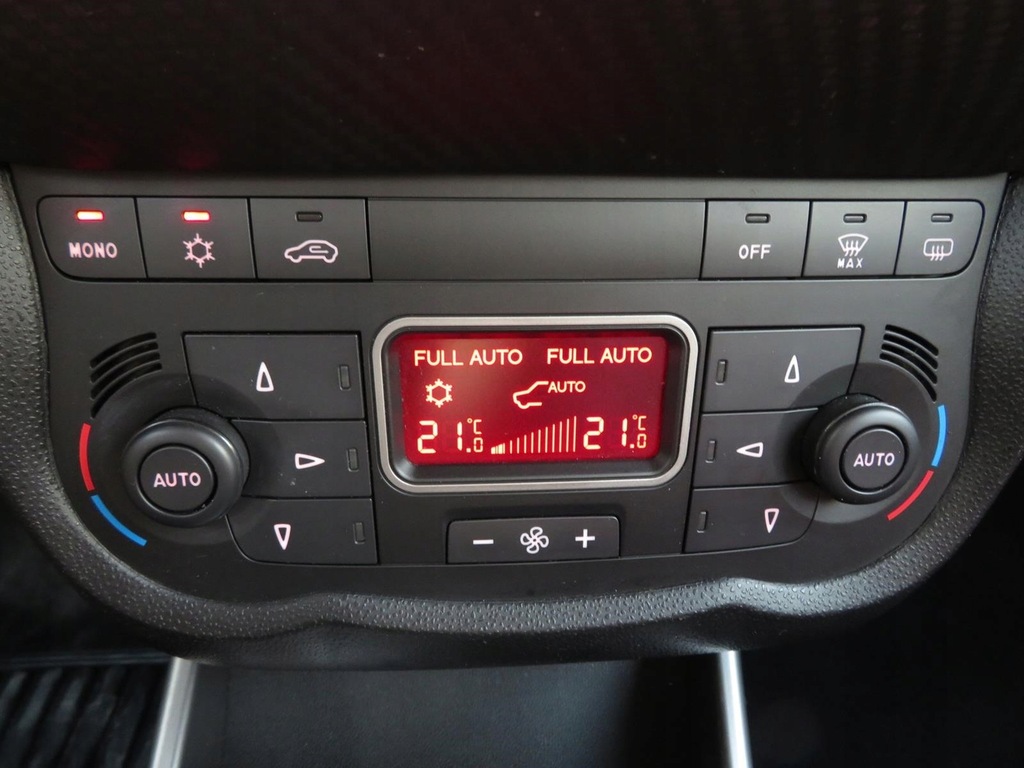 MONO
OFF
MAX
FULL AUTO FULL AUTO
AUTO
21.0 °C 21.0 °C
AUTO
AUTO
− +